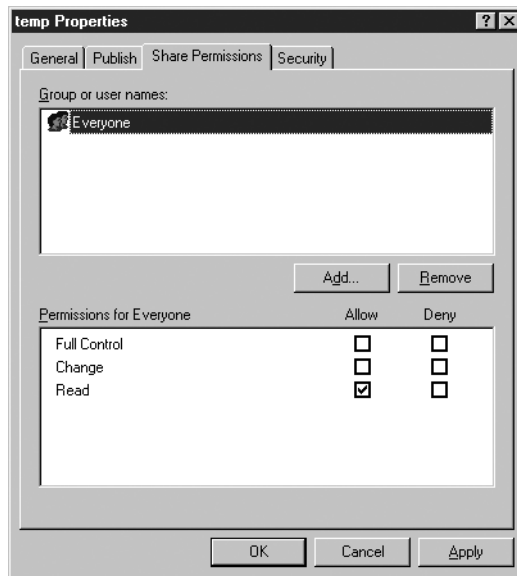 temp Properties ? X
General Publish Share Permissions Security
Group or user names:
Everyone
Add... Remove
Permissions for Everyone Allow Deny
Full Control
Change
Read
OK Cancel Apply